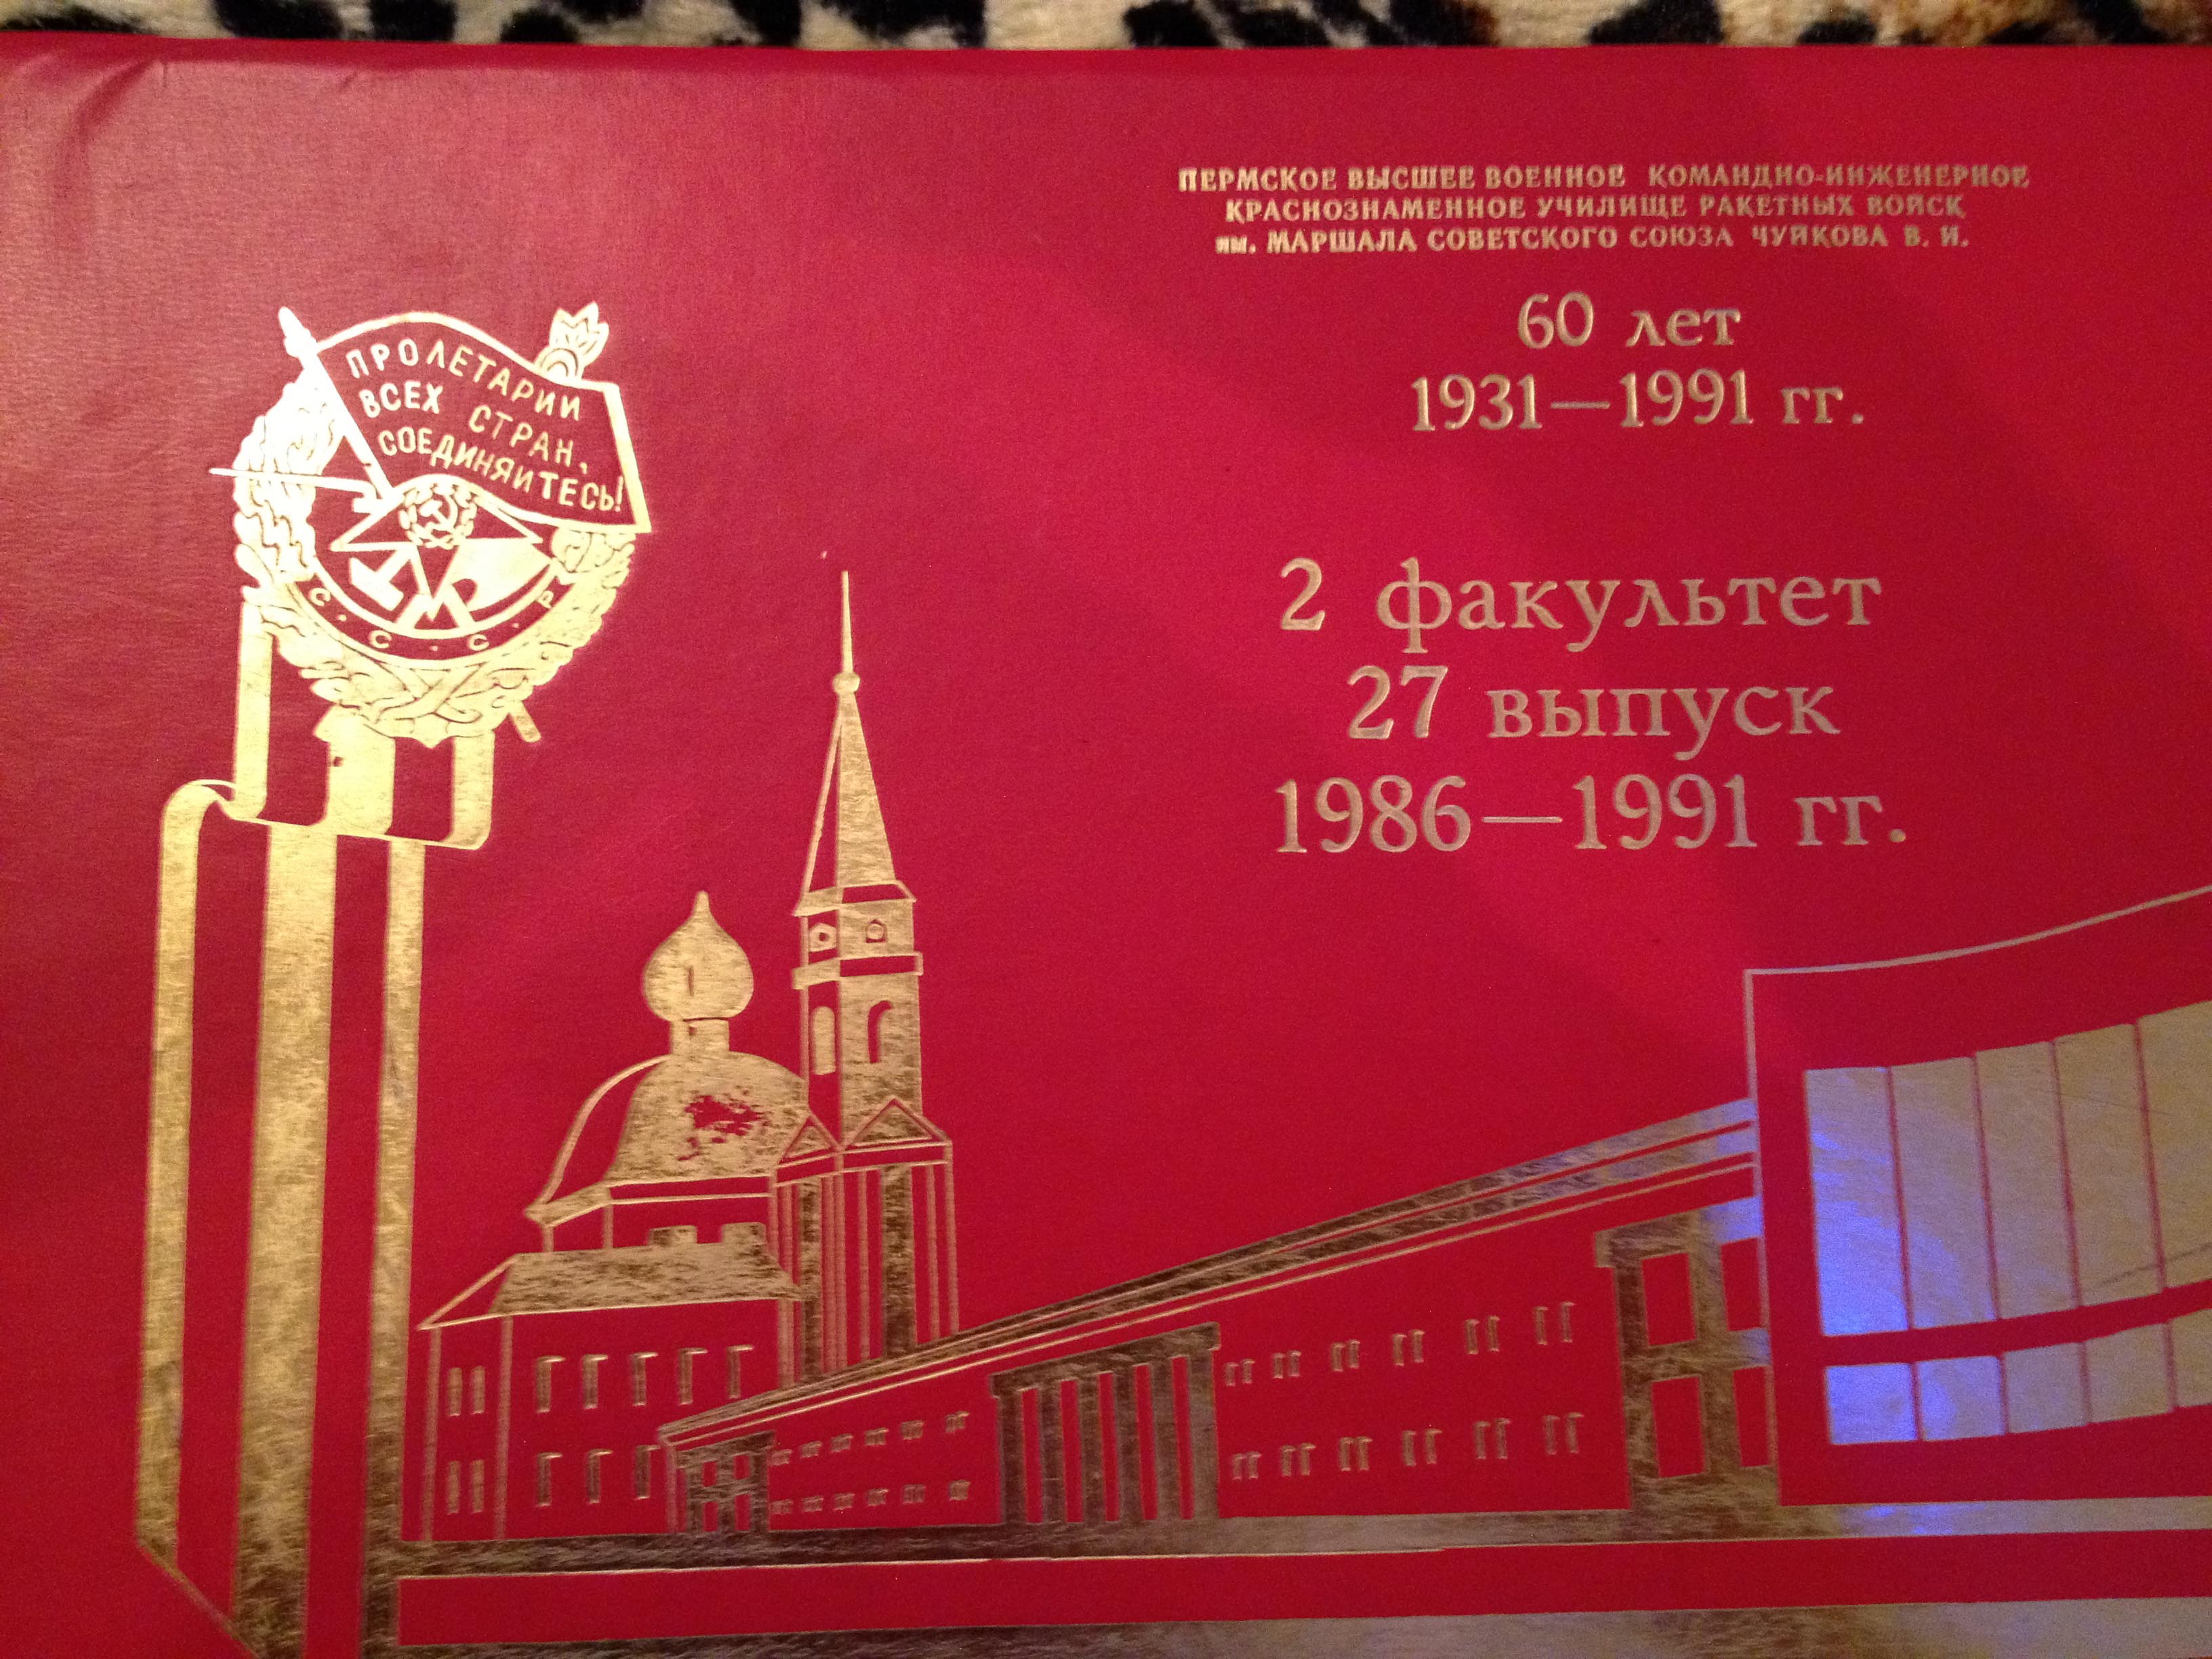 ПЕРМСКОЕ ВЫСШЕЕ ВОЕННОЕ КОМАНДНО-ИНЖЕНЕРНОЕ
КРАСНОЗНАМЕННОЕ УЧИЛИЩЕ РАКЕТНЫХ ВОЙСК
им. МАРШАЛА СОВЕТСКОГО СОЮЗА ЧУЙКОВА В. И.
60 лет
1931—1991 гг.
ПРОЛЕТАРИИ
ВСЕХ СТРАН,
СОЕДИНЯЙТЕСЬ!
С·С·С·Р
2 факультет
27 выпуск
1986—1991 гг.